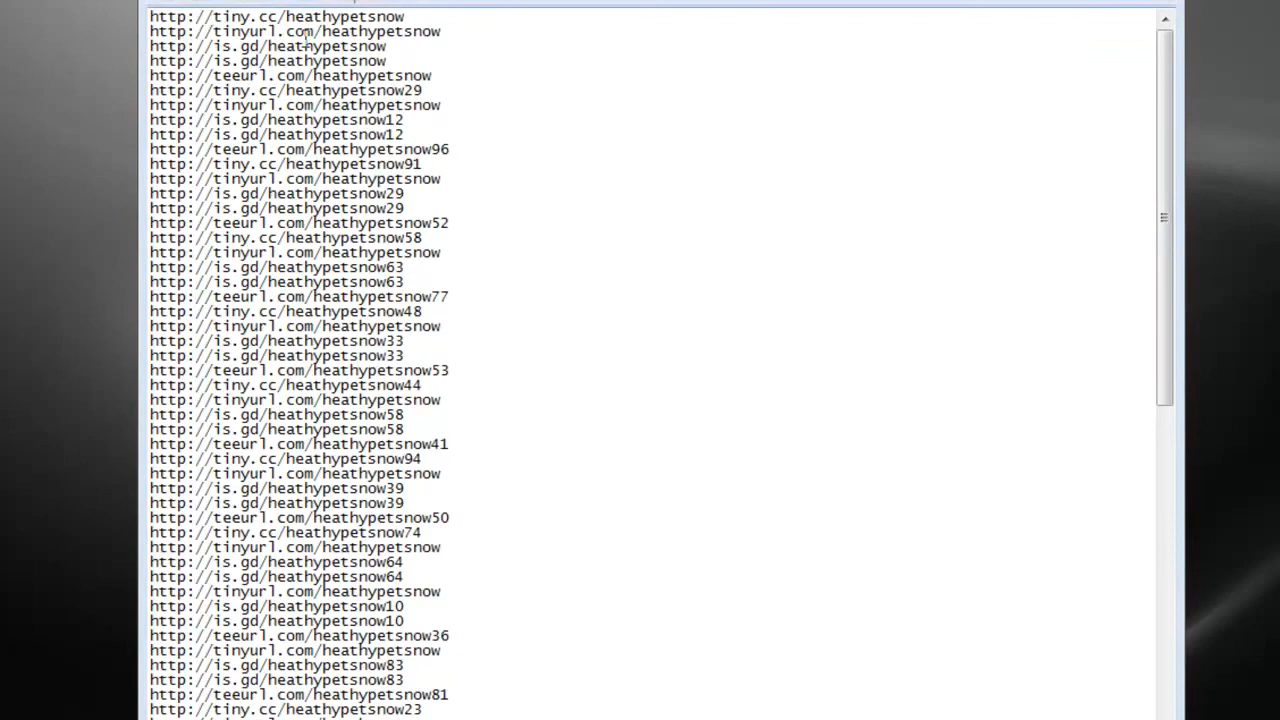 http://tiny.cc/heathypetsnow
http://tinyurl.com/heathypetsnow
http://is.gd/heathypetsnow
http://is.gd/heathypetsnow
http://teeurl.com/heathypetsnow
http://tiny.cc/heathypetsnow29
http://tinyurl.com/heathypetsnow
http://is.gd/heathypetsnow12
http://is.gd/heathypetsnow12
http://teeurl.com/heathypetsnow96
http://tiny.cc/heathypetsnow91
http://tinyurl.com/heathypetsnow
http://is.gd/heathypetsnow29
http://is.gd/heathypetsnow29
http://teeurl.com/heathypetsnow52
http://tiny.cc/heathypetsnow58
http://tinyurl.com/heathypetsnow
http://is.gd/heathypetsnow63
http://is.gd/heathypetsnow63
http://teeurl.com/heathypetsnow77
http://tiny.cc/heathypetsnow48
http://tinyurl.com/heathypetsnow
http://is.gd/heathypetsnow33
http://is.gd/heathypetsnow33
http://teeurl.com/heathypetsnow53
http://tiny.cc/heathypetsnow44
http://tinyurl.com/heathypetsnow
http://is.gd/heathypetsnow58
http://is.gd/heathypetsnow58
http://teeurl.com/heathypetsnow41
http://tiny.cc/heathypetsnow94
http://tinyurl.com/heathypetsnow
http://is.gd/heathypetsnow39
http://is.gd/heathypetsnow39
http://teeurl.com/heathypetsnow50
http://tiny.cc/heathypetsnow74
http://tinyurl.com/heathypetsnow
http://is.gd/heathypetsnow64
http://is.gd/heathypetsnow64
http://tinyurl.com/heathypetsnow
http://is.gd/heathypetsnow10
http://is.gd/heathypetsnow10
http://teeurl.com/heathypetsnow36
http://tinyurl.com/heathypetsnow
http://is.gd/heathypetsnow83
http://is.gd/heathypetsnow83
http://teeurl.com/heathypetsnow81
http://tiny.cc/heathypetsnow23